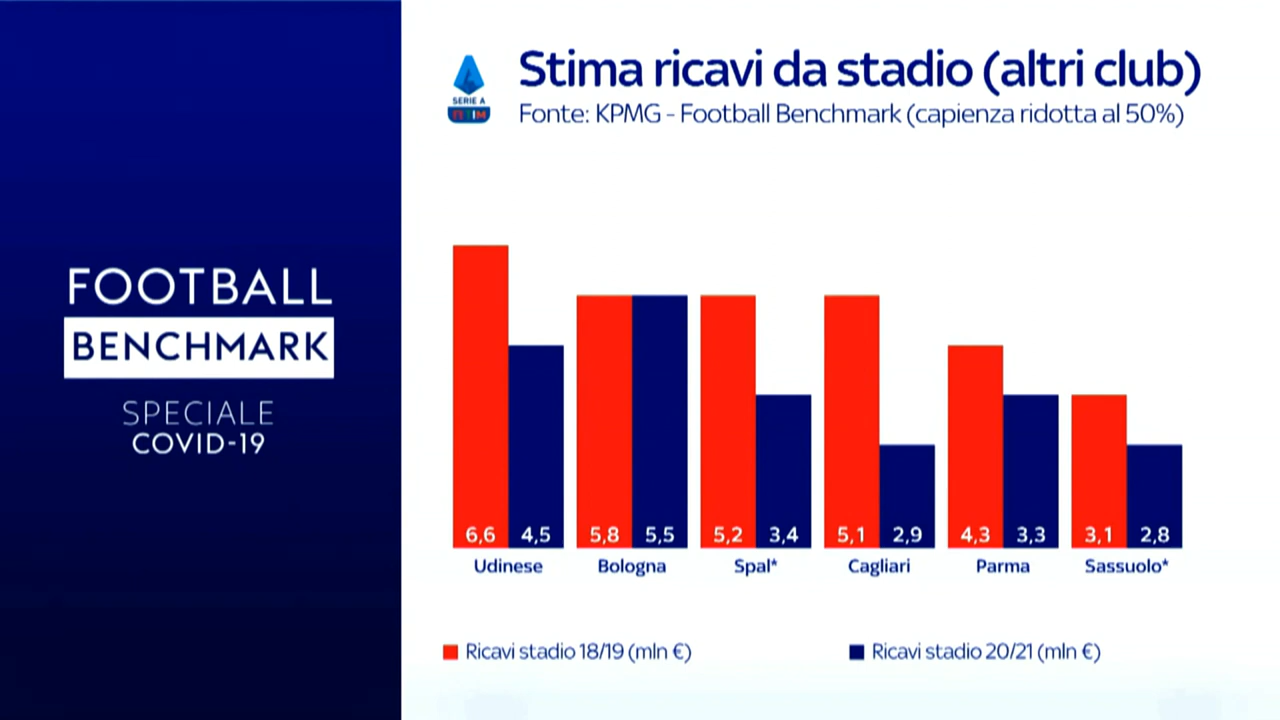 FOOTBALL
BENCHMARK
SPECIALE
COVID-19
SERIE A
TIM
Stima ricavi da stadio (altri club)
Fonte: KPMG - Football Benchmark (capienza ridotta al 50%)
6,6 4,5 5,8 5,5 5,2 3,4 5,1 2,9 4,3 3,3 3,1 2,8
Udinese Bologna Spal* Cagliari Parma Sassuolo*
Ricavi stadio 18/19 (mln €) Ricavi stadio 20/21 (mln €)